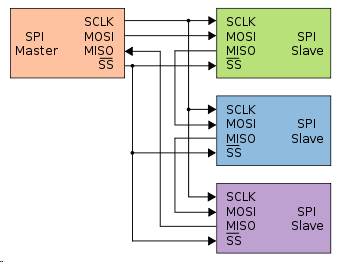 SCLK
SPI MOSI
Master MISO
SS
SCLK
MOSI SPI
MISO Slave
SS
SCLK
MOSI SPI
MISO Slave
SS
SCLK
MOSI SPI
MISO Slave
SS